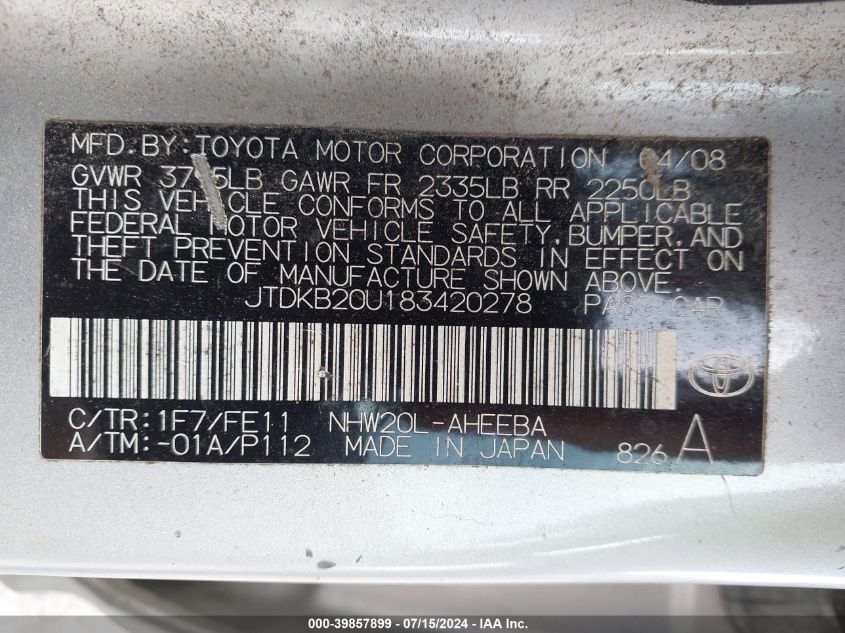 MFD. BY: TOYOTA MOTOR CORPORATION 04/08
GVWR LB GAWR FR 2335LB RR 2250LB
THIS VEHICLE CONFORMS TO ALL APPLICABLE
FEDERAL MOTOR VEHICLE SAFETY, BUMPER, AND
THEFT PREVENTION STANDARDS IN EFFECT ON
THE DATE OF MANUFACTURE SHOWN ABOVE.
JTDKB20U183420278 PASS CAR
C/TR: 1F7/FE11 NHW20L-AHEEBA
A/TM: -01A/P112 MADE IN JAPAN 826 A
000-39857899 - 07/15/2024 - IAAI.com, Inc.